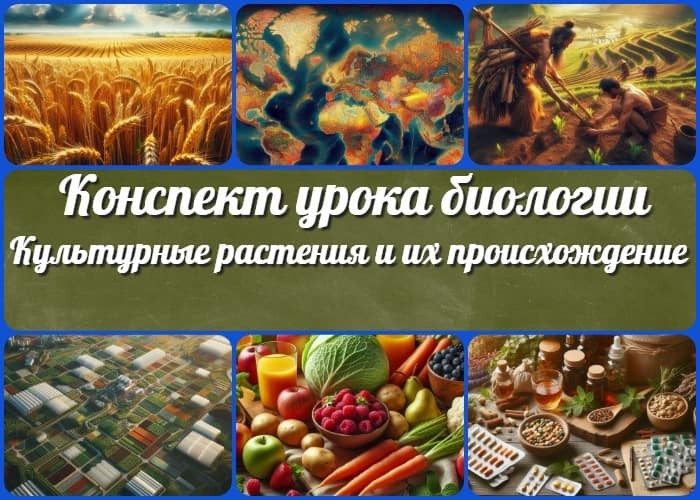 Конспект урока биологии
Культурные растения и их происхождение